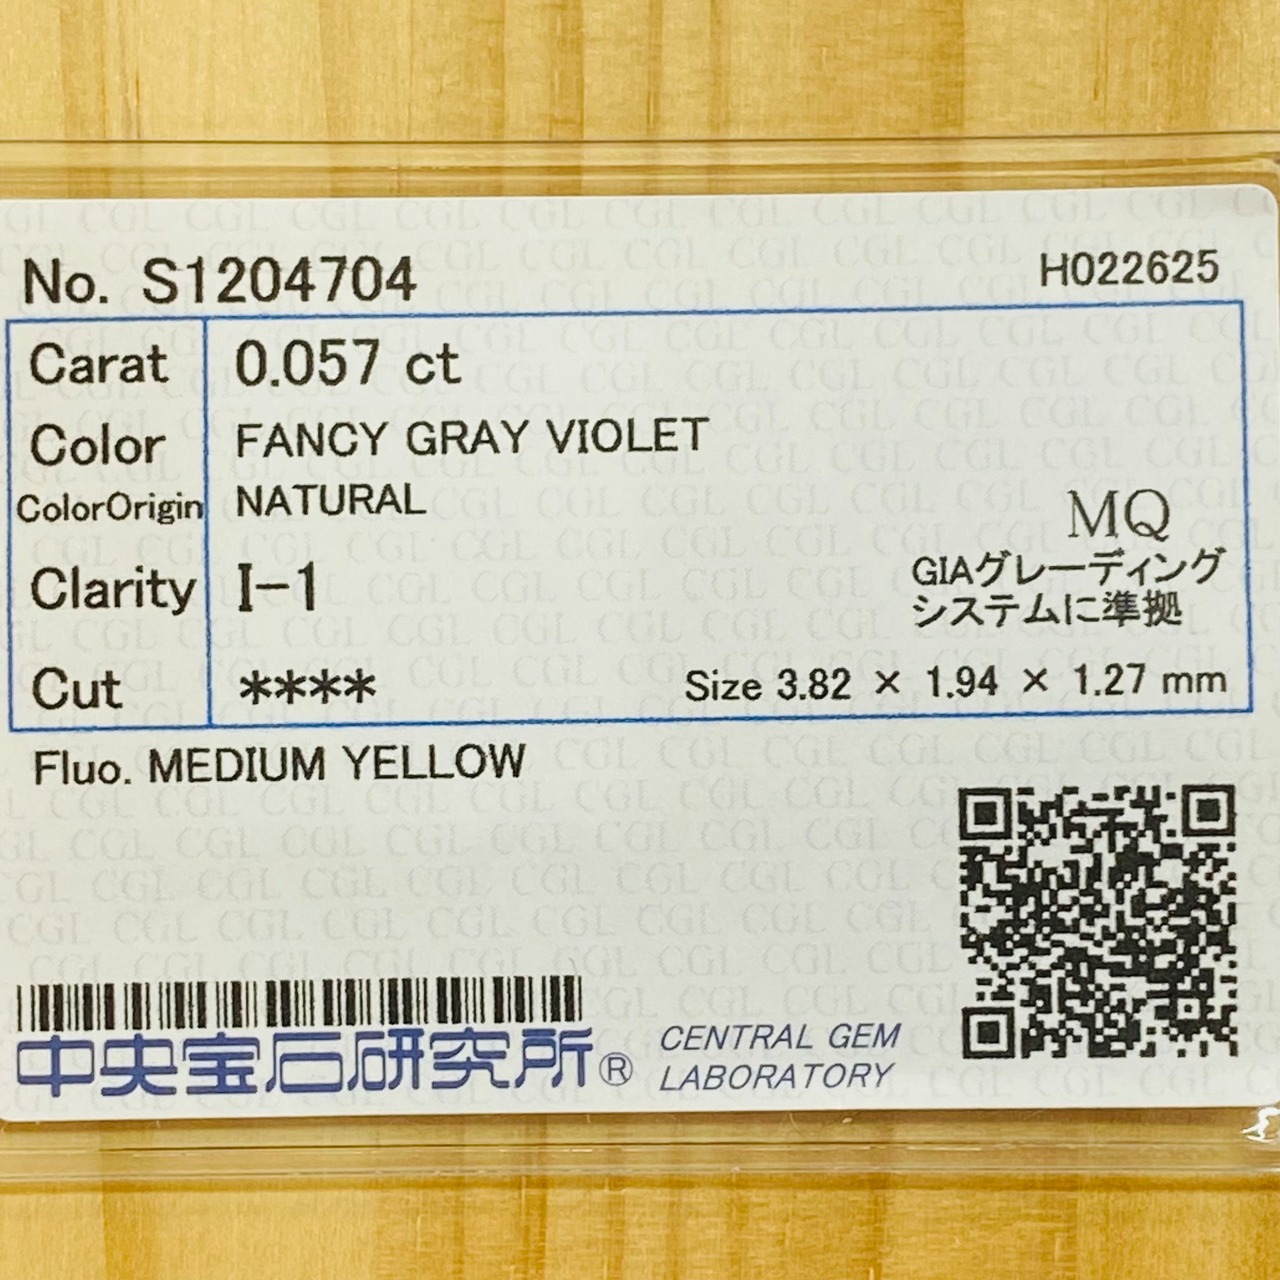 No. S1204704
H022625
Carat 0.057 ct
Color FANCY GRAY VIOLET
ColorOrigin NATURAL
MQ
Clarity I-1
GIAグレーディング
システムに準拠
Cut ****
Size 3.82 × 1.94 × 1.27 mm
Fluo. MEDIUM YELLOW
中央宝石研究所®
CENTRAL GEM
LABORATORY